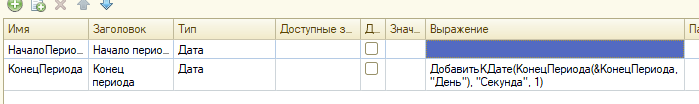 Имя Заголовок Тип Доступные з... Д... Знач... Выражение Па
НачалоПерио... Начало перио... Дата
КонецПериода Конец периода Дата ДобавитьКДате(КонецПериода(&КонецПериода,
"День"), "Секунда", 1)